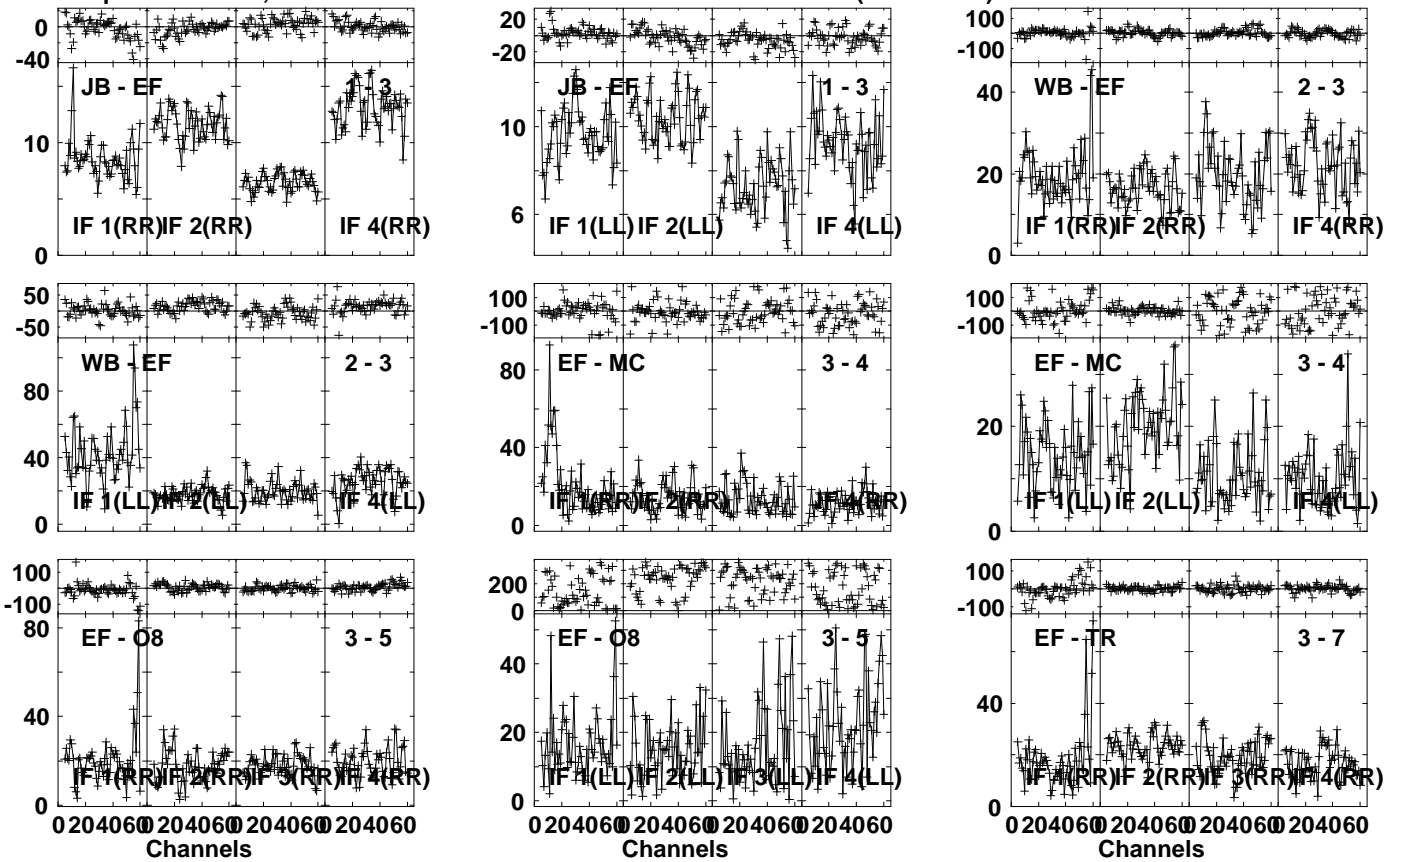 0
-40
JB - EF
1 - 3
10
IF 1(RR) IF 2(RR) IF 4(RR)
0
20
-20
JB - EF
1 - 3
10
6
IF 1(LL) IF 2(LL) IF 4(LL)
100
-100
WB - EF
2 - 3
40
20
IF 1(RR) IF 2(RR) IF 4(RR)
0
50
-50
WB - EF
2 - 3
80
40
IF 1(LL) IF 2(LL) IF 4(LL)
0
100
-100
EF - MC
3 - 4
80
40
IF 1(RR) IF 2(RR) IF 4(RR)
0
100
-100
EF - MC
3 - 4
20
IF 1(LL) IF 2(LL) IF 4(LL)
0
100
-100
EF - O8
3 - 5
80
40
IF 1(RR) IF 2(RR) IF 3(RR) IF 4(RR)
0
0 204060 0 204060 0 204060 0 204060
Channels
200
0
EF - O8
3 - 5
40
20
IF 1(LL) IF 2(LL) IF 3(LL) IF 4(LL)
0
0 204060 0 204060 0 204060 0 204060
Channels
100
-100
EF - TR
3 - 7
40
IF 1(RR) IF 2(RR) IF 3(RR) IF 4(RR)
0
0 204060 0 204060 0 204060 0 204060
Channels